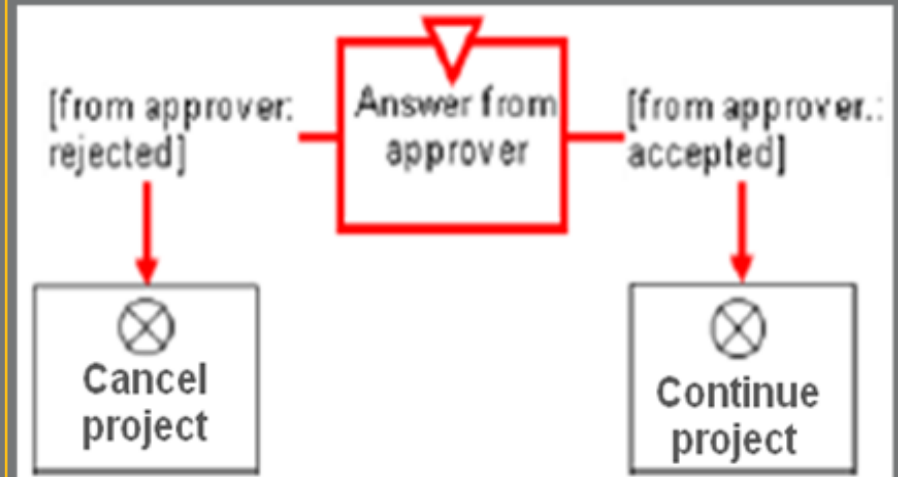 [from approver:
rejected]
Answer from
approver
[from approver.:
accepted]
Cancel
project
Continue
project